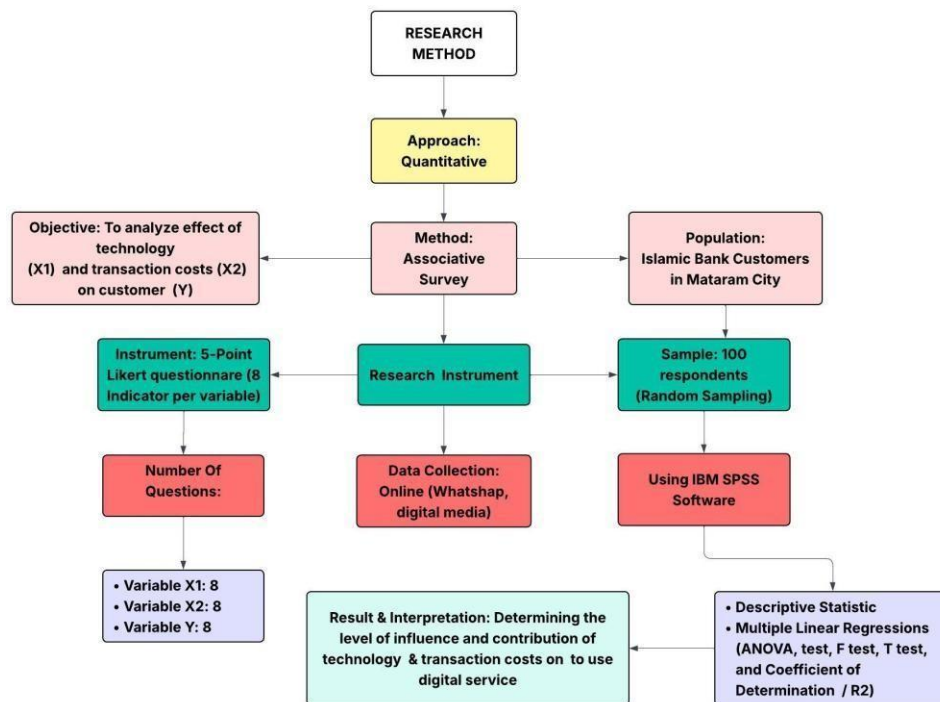 RESEARCH
METHOD
Approach:
Quantitative
Objective: To analyze effect of
technology
(X1) and transaction costs (X2)
on customer (Y)
Method:
Associative
Survey
Population:
Islamic Bank Customers
in Mataram City
Instrument: 5-Point
Likert questionnare (8
Indicator per variable)
Research Instrument
Sample: 100
respondents
(Random Sampling)
Number Of
Questions:
Data Collection:
Online (Whatshap,
digital media)
Using IBM SPSS
Software
• Variable X1: 8
• Variable X2: 8
• Variable Y: 8
Result & Interpretation: Determining the
level of influence and contribution of
technology & transaction costs on to use
digital service
• Descriptive Statistic
• Multiple Linear Regressions
(ANOVA, test, F test, T test,
and Coefficient of
Determination / R2)